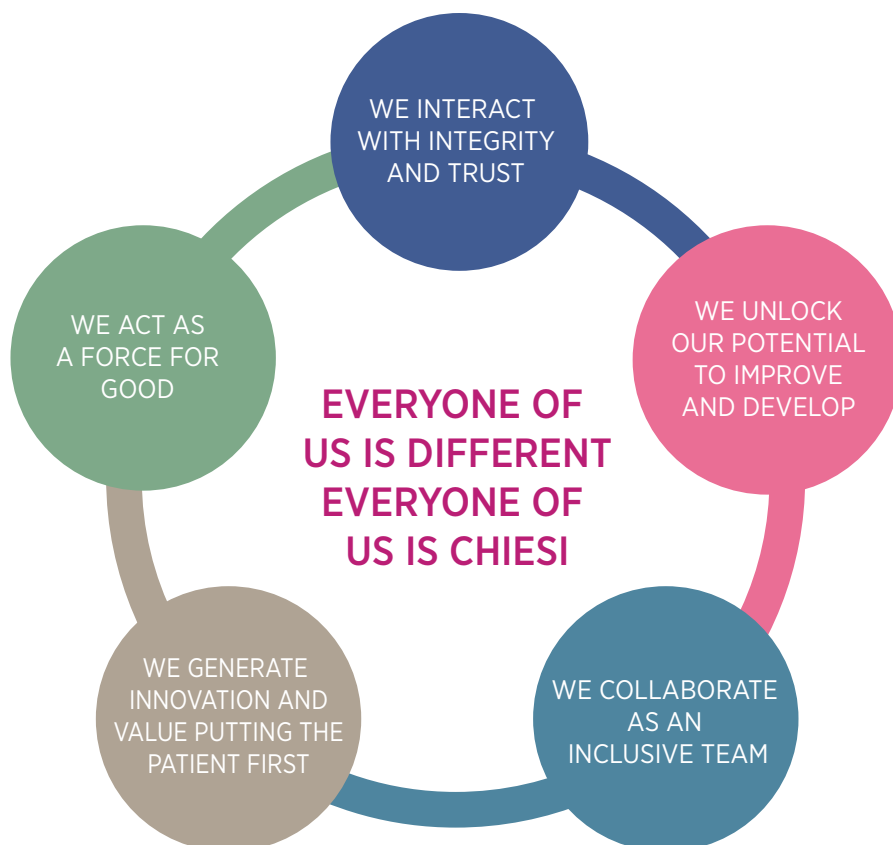 WE INTERACT
WITH INTEGRITY
AND TRUST
WE UNLOCK
OUR POTENTIAL
TO IMPROVE
AND DEVELOP
WE COLLABORATE
AS AN
INCLUSIVE TEAM
WE GENERATE
INNOVATION AND
VALUE PUTTING THE
PATIENT FIRST
WE ACT AS
A FORCE FOR
GOOD
EVERYONE OF
US IS DIFFERENT
EVERYONE OF
US IS CHIESI